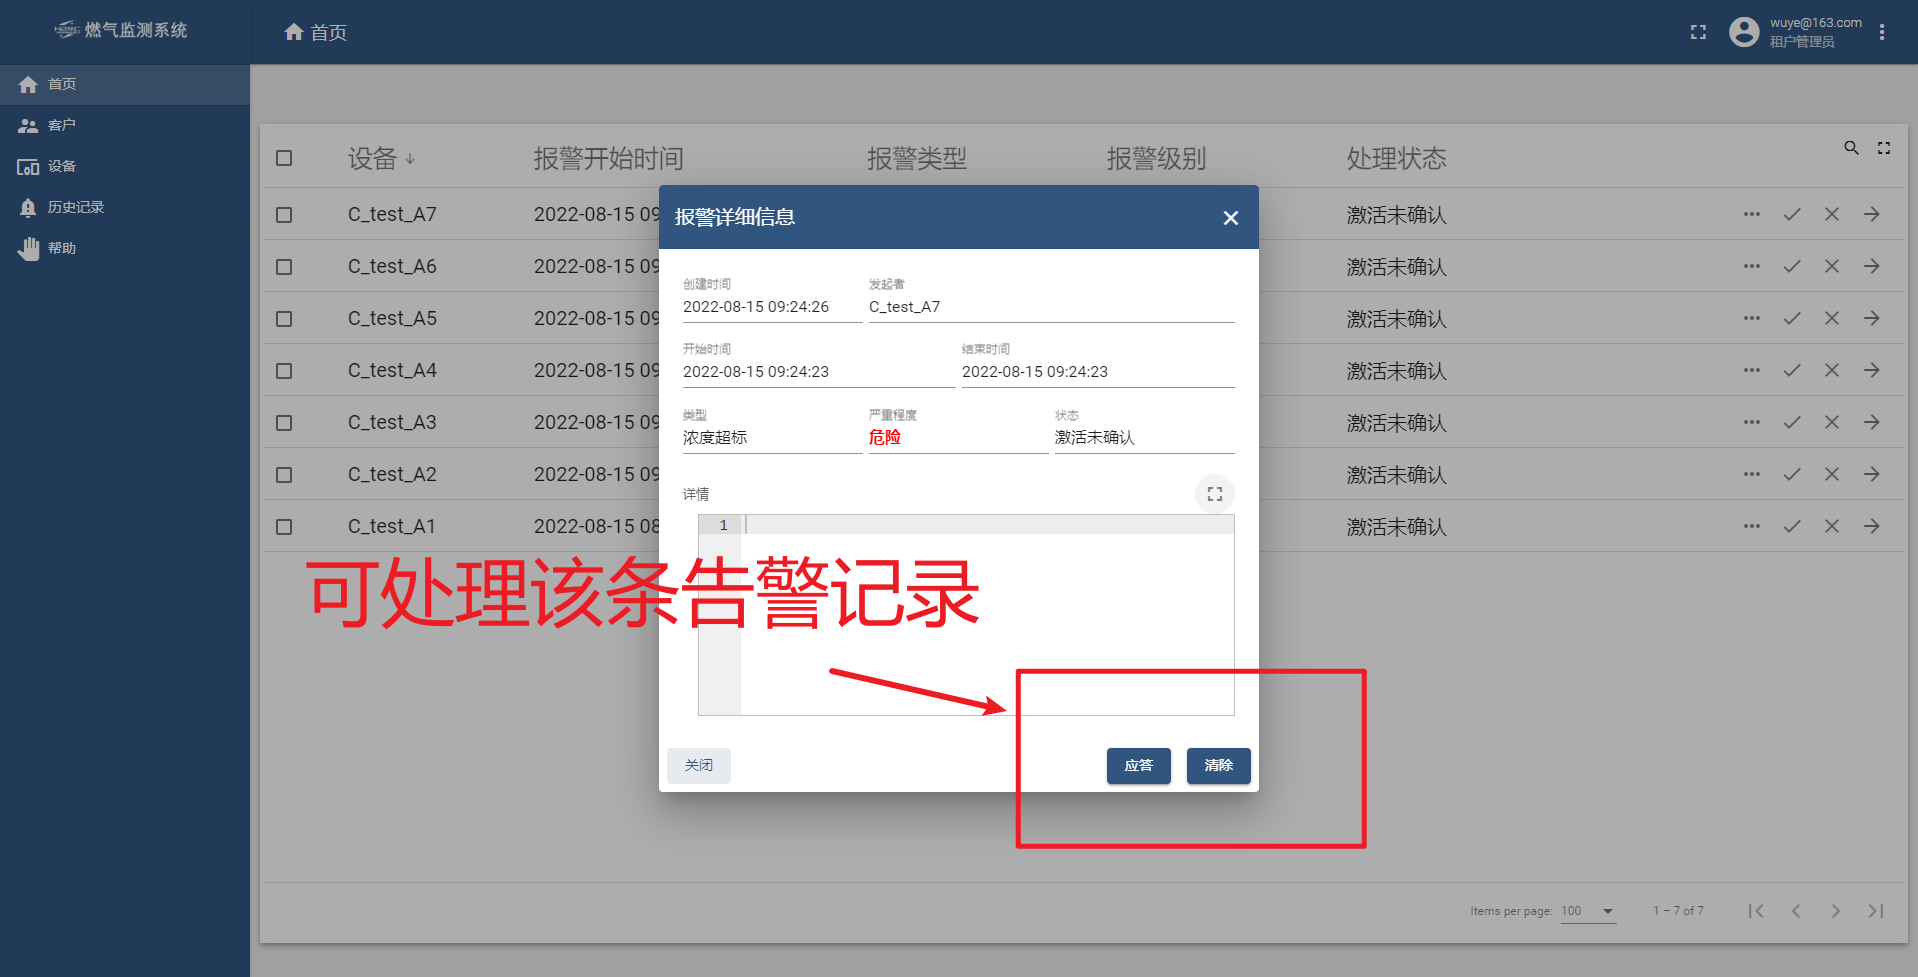 燃气监测系统
首页
wuye@163.com
租户管理员
首页
客户
设备
历史记录
帮助
设备 报警开始时间 报警类型 报警级别 处理状态
C_test_A7 2022-08-15 09 激活未确认
C_test_A6 2022-08-15 09 激活未确认
C_test_A5 2022-08-15 09 激活未确认
C_test_A4 2022-08-15 09 激活未确认
C_test_A3 2022-08-15 09 激活未确认
C_test_A2 2022-08-15 09 激活未确认
C_test_A1 2022-08-15 08 激活未确认
报警详细信息
创建时间 发起者
2022-08-15 09:24:26 C_test_A7
开始时间 结束时间
2022-08-15 09:24:23 2022-08-15 09:24:23
类型 严重程度 状态
浓度超标 危险 激活未确认
详情
1
可处理该条告警记录
关闭 应答 清除
Items per page: 100 1 – 7 of 7